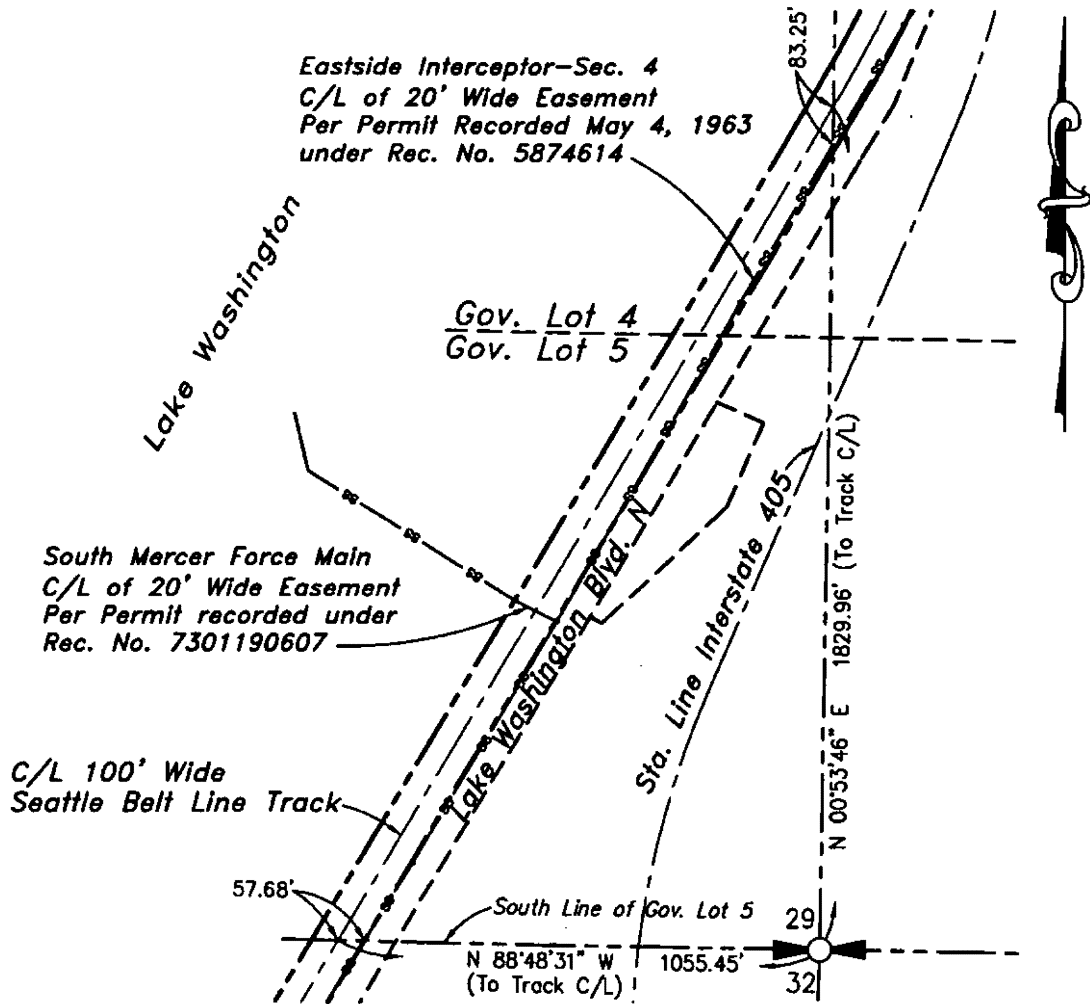 Eastside Interceptor-Sec. 4
C/L of 20' Wide Easement
Per Permit Recorded May 4, 1963
under Rec. No. 5874614
83.25'
Lake Washington
Gov. Lot 4
Gov. Lot 5
South Mercer Force Main
C/L of 20' Wide Easement
Per Permit recorded under
Rec. No. 7301190607
Lake Washington Blvd. N
Sta. Line Interstate 405
N 00°53'46" E 1829.96' (To Track C/L)
C/L 100' Wide
Seattle Belt Line Track
57.68'
South Line of Gov. Lot 5
N 88°48'31" W 1055.45'
(To Track C/L)
29
32